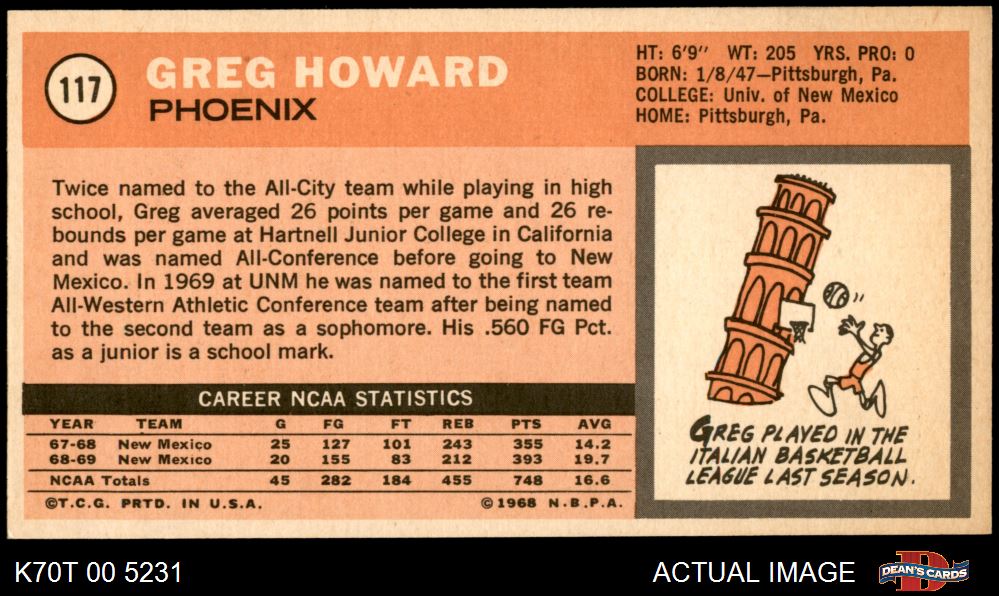 117
GREG HOWARD
PHOENIX
HT: 6'9" WT: 205 YRS. PRO: 0
BORN: 1/8/47—Pittsburgh, Pa.
COLLEGE: Univ. of New Mexico
HOME: Pittsburgh, Pa.
Twice named to the All-City team while playing in high
school, Greg averaged 26 points per game and 26 re-
bounds per game at Hartnell Junior College in California
and was named All-Conference before going to New
Mexico. In 1969 at UNM he was named to the first team
All-Western Athletic Conference team after being named
to the second team as a sophomore. His .560 FG Pct.
as a junior is a school mark.
CAREER NCAA STATISTICS
YEAR TEAM G FG FT REB PTS AVG
67-68 New Mexico 25 127 101 243 355 14.2
68-69 New Mexico 20 155 83 212 393 19.7
NCAA Totals 45 282 184 455 748 16.6
©T.C.G. PRTD. IN U.S.A. ©1968 N.B.P.A.
GREG PLAYED IN THE
ITALIAN BASKETBALL
LEAGUE LAST SEASON.
K70T 00 5231
ACTUAL IMAGE
D
DEAN'S CARDS